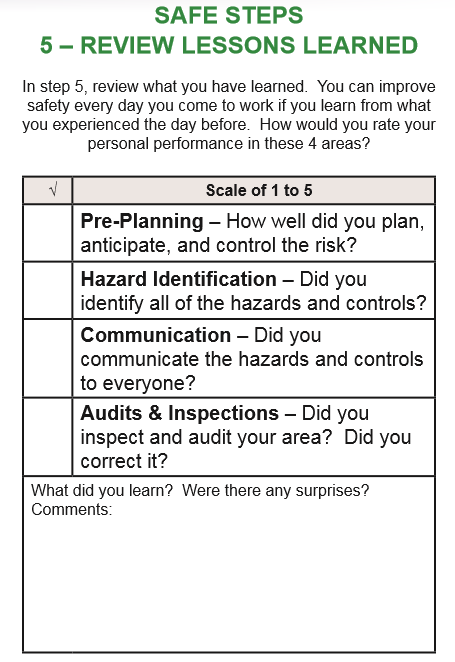 SAFE STEPS
5 – REVIEW LESSONS LEARNED
In step 5, review what you have learned.  You can improve
safety every day you come to work if you learn from what
you experienced the day before.  How would you rate your
personal performance in these 4 areas?
√ Scale of 1 to 5
Pre-Planning – How well did you plan,
anticipate, and control the risk?
Hazard Identification – Did you
identify all of the hazards and controls?
Communication – Did you
communicate the hazards and controls
to everyone?
Audits & Inspections – Did you
inspect and audit your area?  Did you
correct it?
What did you learn?  Were there any surprises?
Comments: